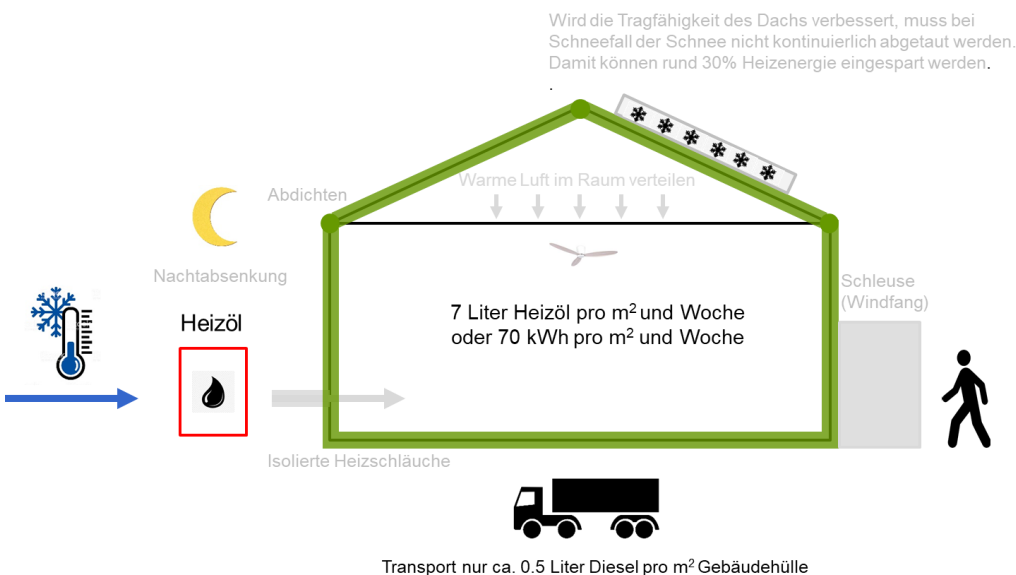 Wird die Tragfähigkeit des Dachs verbessert, muss bei
Schneefall der Schnee nicht kontinuierlich abgetaut werden.
Damit können rund 30% Heizenergie eingespart werden.
.
Warme Luft im Raum verteilen
Abdichten
Nachtabsenkung
Schleuse
(Windfang)
7 Liter Heizöl pro m² und Woche
oder 70 kWh pro m² und Woche
Heizöl
Isolierte Heizschläuche
Transport nur ca. 0.5 Liter Diesel pro m² Gebäudehülle